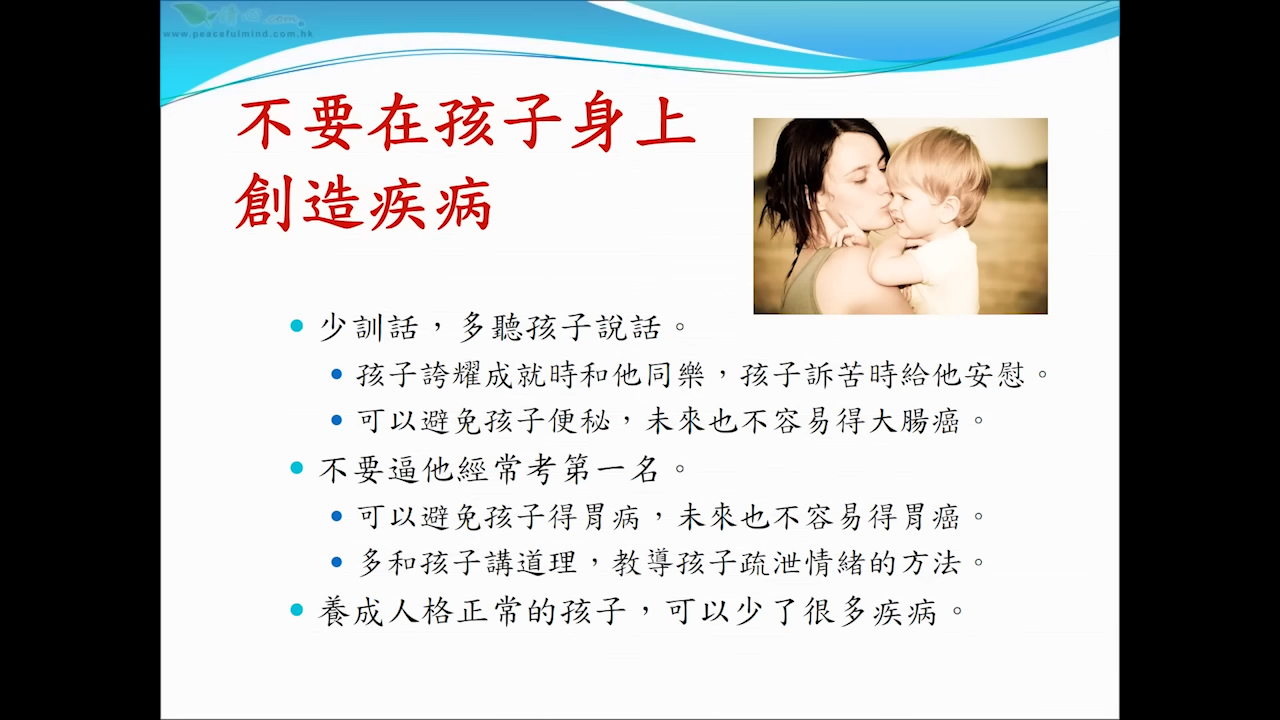 情心.com
www.peacefulmind.com.hk
不要在孩子身上
創造疾病
少訓話，多聽孩子說話。
孩子誇耀成就時和他同樂，孩子訴苦時給他安慰。
可以避免孩子便秘，未來也不容易得大腸癌。
不要逼他經常考第一名。
可以避免孩子得胃病，未來也不容易得胃癌。
多和孩子講道理，教導孩子疏泄情緒的方法。
養成人格正常的孩子，可以少了很多疾病。